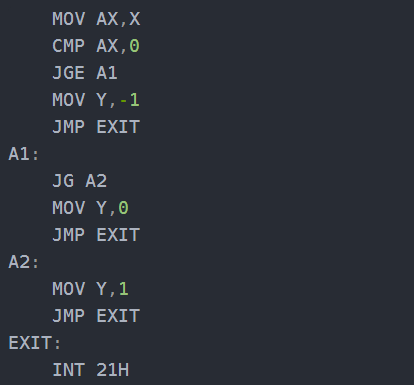 MOV AX,X
CMP AX,0
JGE A1
MOV Y,-1
JMP EXIT
A1:
JG A2
MOV Y,0
JMP EXIT
A2:
MOV Y,1
JMP EXIT
EXIT:
INT 21H